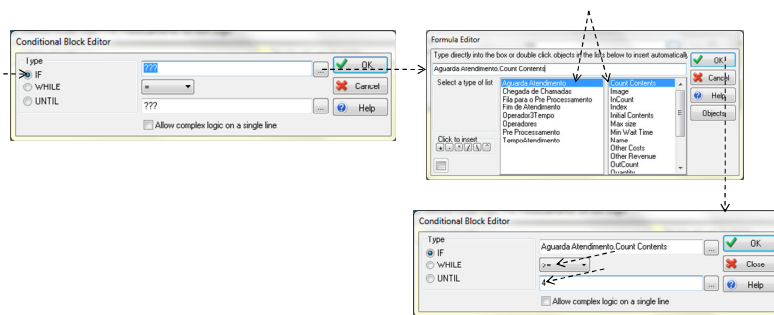 Conditional Block Editor
Type
IF
WHILE
UNTIL
???
=
???
...
...
OK
Cancel
Help
Allow complex logic on a single line
Formula Editor
Type directly into the box or double click objects in the lists below to insert automatically
Aguarda Atendimento.Count Contents
Select a type of list
Click to insert
Aguarda Atendimento
Chegada de Chamadas
Fila para o Pre Processamento
Fim de Atendimento
Operador3Tempo
Operadores
Pre Processamento
TempoAtendimento
Count Contents
Image
InCount
Index
Initial Contents
Max size
Min Wait Time
Name
Other Costs
Other Revenue
OutCount
Quantity
OK
Cancel
Help
Objects
Conditional Block Editor
Type
IF
WHILE
UNTIL
Aguarda Atendimento.Count Contents
>=
4
...
...
OK
Close
Help
Allow complex logic on a single line